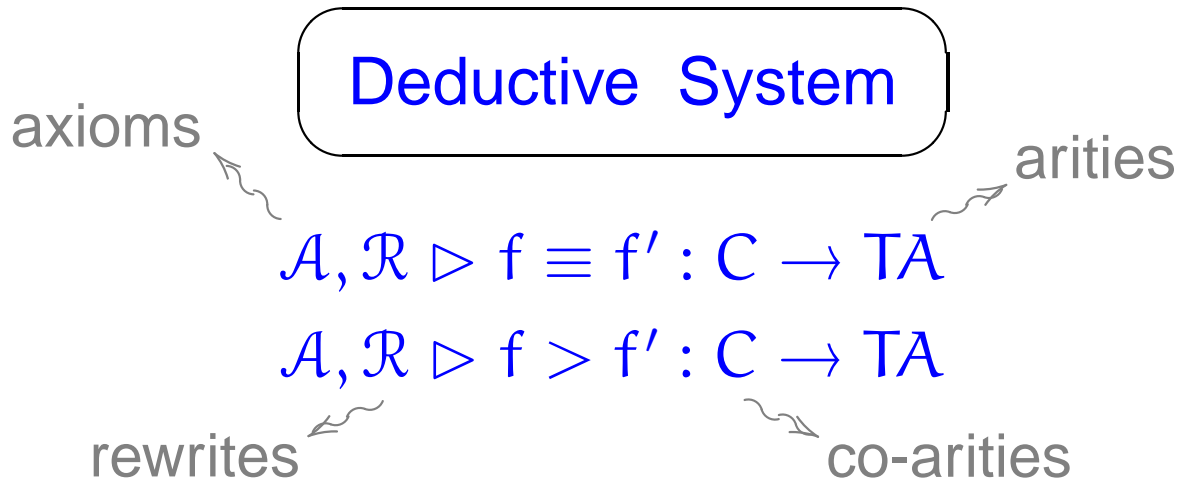 Deductive System
axioms
arities
𝒜, ℛ ▷ f ≡ f′ : C → TA
𝒜, ℛ ▷ f > f′ : C → TA
rewrites
co-arities